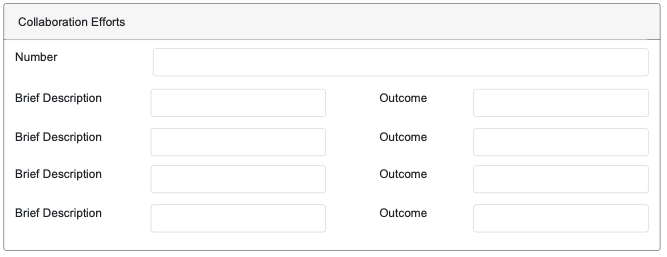 Collaboration Efforts
Number
Brief Description Outcome
Brief Description Outcome
Brief Description Outcome
Brief Description Outcome